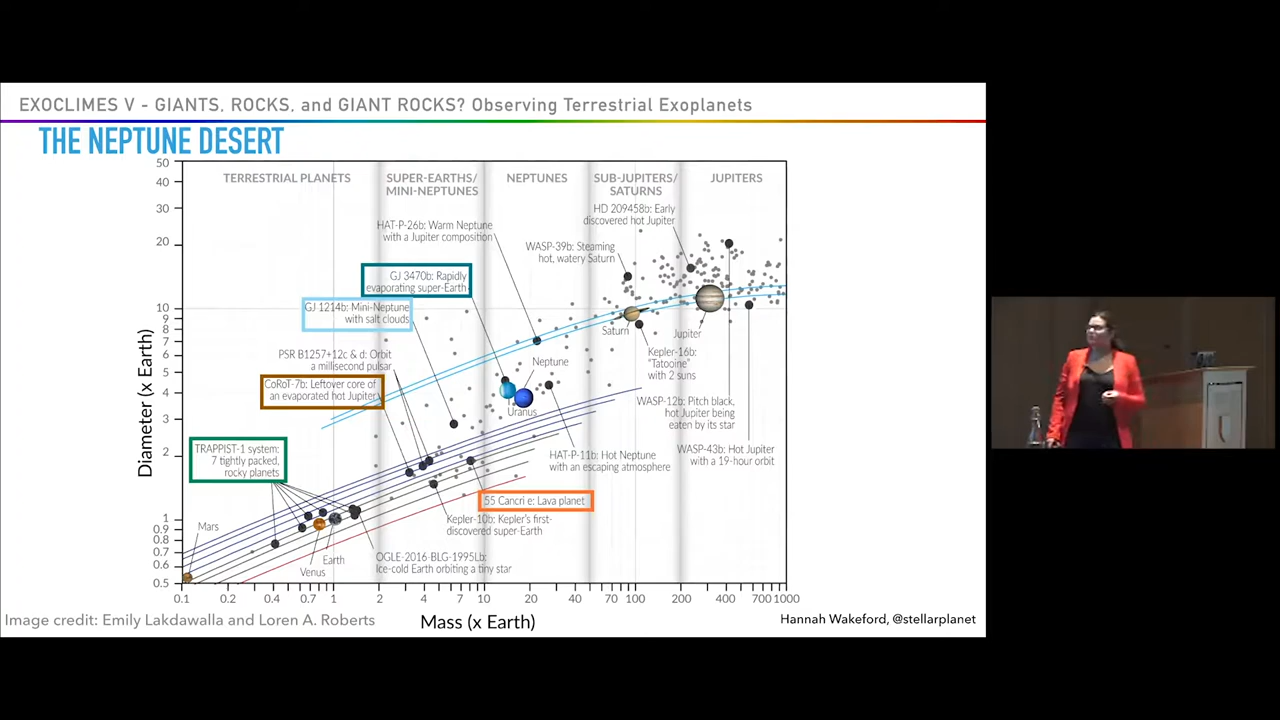 EXOCLIMES V - GIANTS, ROCKS, and GIANT ROCKS? Observing Terrestrial Exoplanets
THE NEPTUNE DESERT
TERRESTRIAL PLANETS
SUPER-EARTHS/
MINI-NEPTUNES
NEPTUNES
SUB-JUPITERS/
SATURNS
JUPITERS
HD 209458b: Early
discovered hot Jupiter
HAT-P-26b: Warm Neptune
with a Jupiter composition
WASP-39b: Steaming
hot, watery Saturn
GJ 3470b: Rapidly
evaporating super-Earth
GJ 1214b: Mini-Neptune
with salt clouds
Saturn
Jupiter
PSR B1257+12c & d: Orbit
a millisecond pulsar
Neptune
Kepler-16b:
"Tatooine"
with 2 suns
CoRoT-7b: Leftover core of
an evaporated hot Jupiter
Uranus
WASP-12b: Pitch black,
hot Jupiter being
eaten by its star
TRAPPIST-1 system:
7 tightly packed,
rocky planets
HAT-P-11b: Hot Neptune
with an escaping atmosphere
WASP-43b: Hot Jupiter
with a 19-hour orbit
55 Cancri e: Lava planet
Kepler-10b: Kepler's first-
discovered super-Earth
Mars
Earth
Venus
OGLE-2016-BLG-1995Lb:
Ice-cold Earth orbiting a tiny star
Diameter (x Earth)
50
40
30
20
10
9
8
7
6
5
4
3
2
1
0.9
0.8
0.7
0.6
0.5
0.1 0.2 0.4 0.7 1 2 4 7 10 20 40 70 100 200 400 700 1000
Mass (x Earth)
Image credit: Emily Lakdawalla and Loren A. Roberts
Hannah Wakeford, @stellarplanet